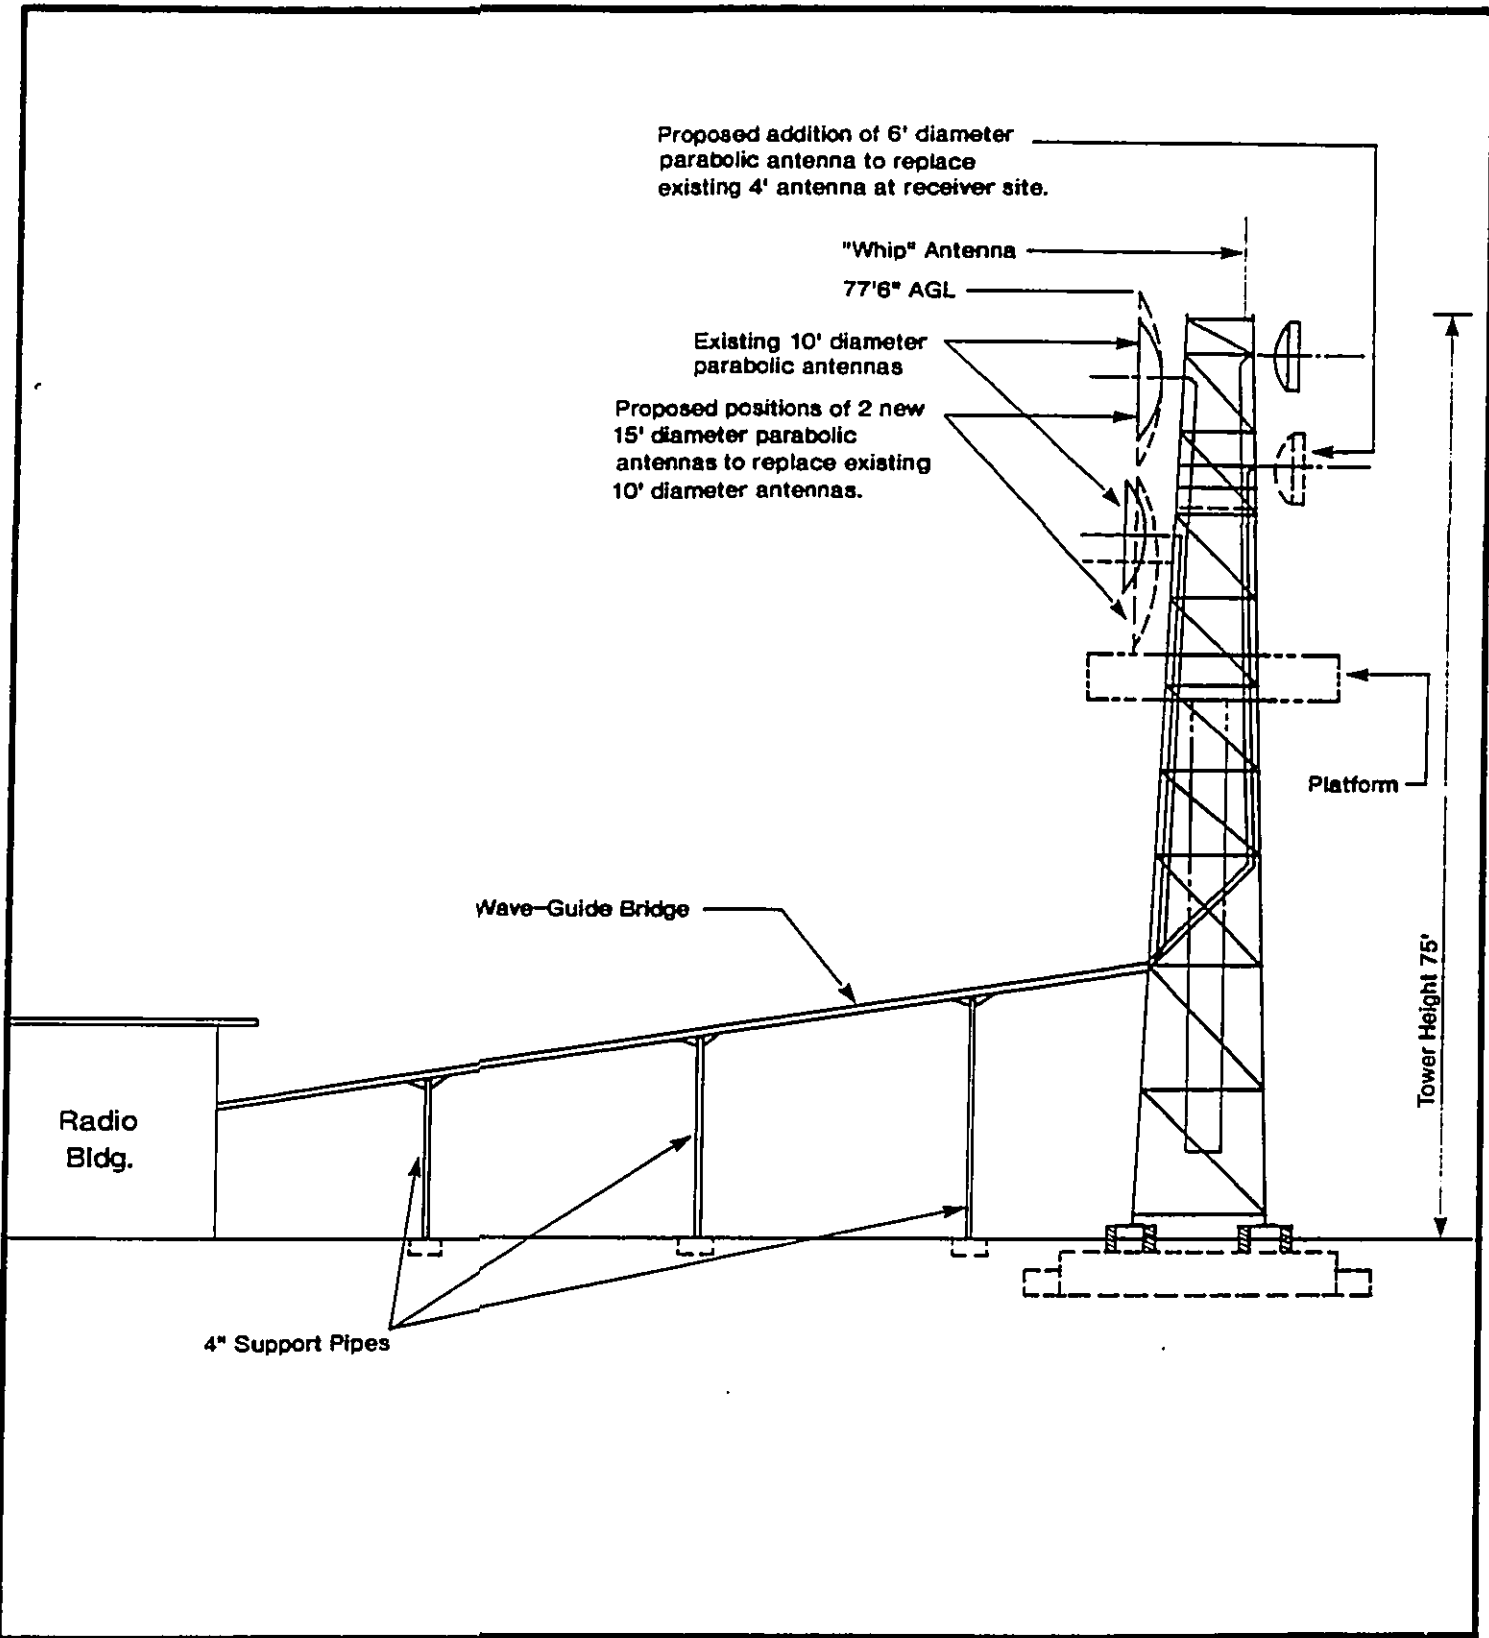 Proposed addition of 6' diameter
parabolic antenna to replace
existing 4' antenna at receiver site.
"Whip" Antenna
77'6" AGL
Existing 10' diameter
parabolic antennas
Proposed positions of 2 new
15' diameter parabolic
antennas to replace existing
10' diameter antennas.
Platform
Wave-Guide Bridge
Tower Height 75'
Radio
Bldg.
4" Support Pipes